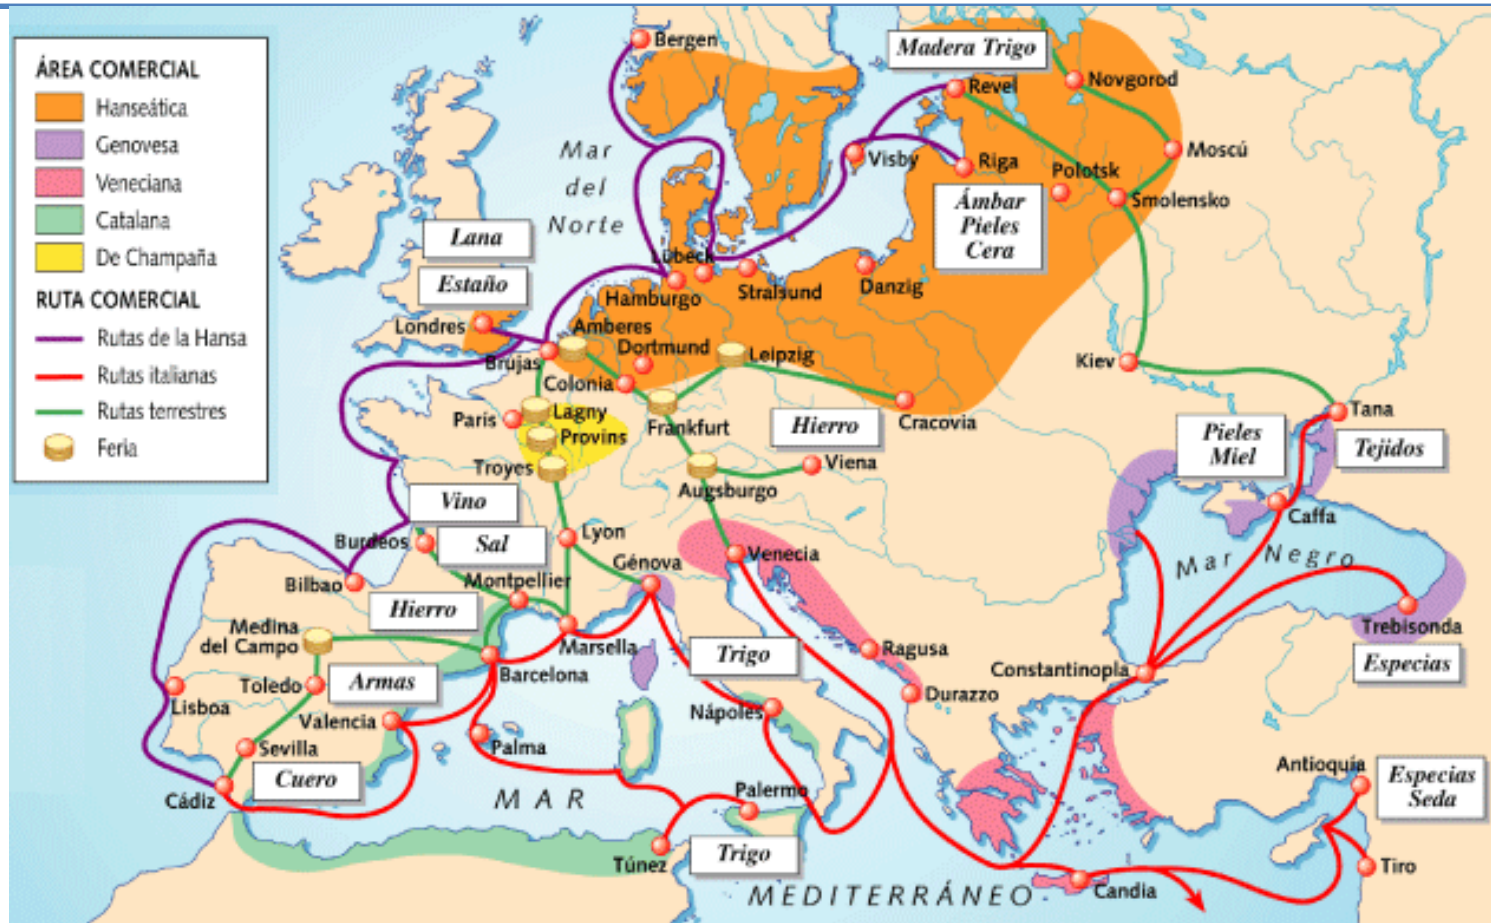 ÁREA COMERCIAL
Hanseática
Genovesa
Veneciana
Catalana
De Champaña
RUTA COMERCIAL
Rutas de la Hansa
Rutas italianas
Rutas terrestres
Feria
Bergen
Madera Trigo
Novgorod
Revel
Mar
del
Norte
Visby
Riga
Moscú
Polotsk
Smolensko
Ámbar
Pieles
Cera
Lana
Estaño
Lübeck
Hamburgo
Stralsund
Danzig
Londres
Amberes
Brujas
Dortmund
Leipzig
Colonia
Kiev
París
Lagny
Provins
Frankfurt
Hierro
Cracovia
Tana
Troyes
Viena
Pieles
Miel
Tejidos
Augsburgo
Vino
Caffa
Burdeos
Sal
Lyon
Venecia
Mar Negro
Génova
Bilbao
Montpellier
Hierro
Trebisonda
Medina
del Campo
Marsella
Ragusa
Trigo
Constantinopla
Especias
Toledo
Armas
Barcelona
Lisboa
Valencia
Nápoles
Durazzo
Sevilla
Palma
Cuero
Antioquía
Especias
Seda
Cádiz
MAR
Palermo
Túnez
Trigo
Tiro
MEDITERRÁNEO
Candia